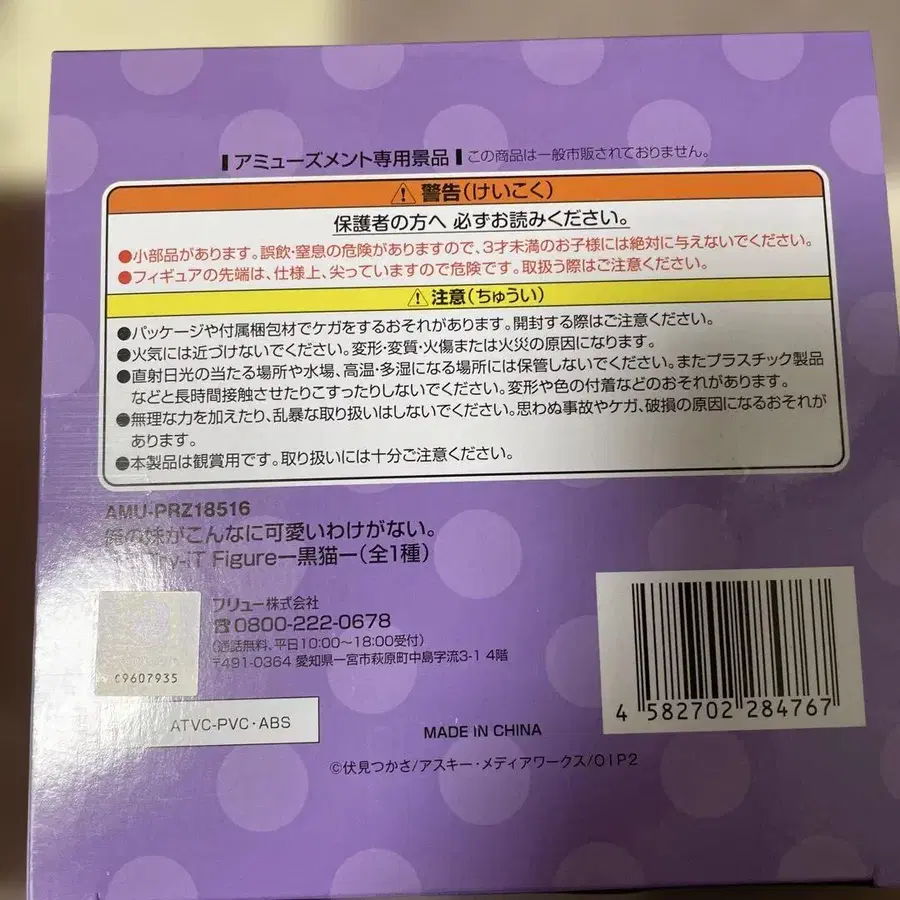 アミューズメント専用景品 この商品は一般市販されておりません。
⚠警告(けいこく)
保護者の方へ 必ずお読みください。
●小部品があります。誤飲・窒息の危険がありますので、3才未満のお子様には絶対に与えないでください。
●フィギュアの先端は、仕様上、尖っていますので危険です。取扱う際はご注意ください。
⚠注意(ちゅうい)
●パッケージや付属梱包材でケガをするおそれがあります。開封する際はご注意ください。
●火気には近づけないでください。変形・変質・火傷または火災の原因になります。
●直射日光の当たる場所や水場、高温・多湿になる場所には保管しないでください。またプラスチック製品
などと長時間接触させたりこすったりしないでください。変形や色の付着などのおそれがあります。
●無理な力を加えたり、乱暴な取り扱いはしないでください。思わぬ事故やケガ、破損の原因になるおそれが
あります。
●本製品は観賞用です。取り扱いには十分ご注意ください。
AMU-PRZ18516
俺の妹がこんなに可愛いわけがない。
Figureー黒猫ー(全1種)
フリュー株式会社
☎0800-222-0678
(通話無料、平日10:00〜18:00受付)
〒491-0364 愛知県一宮市萩原町中島字流3-1 4階
C9607935
ATVC-PVC・ABS
MADE IN CHINA
4 582702 284767
©伏見つかさ/アスキー・メディアワークス/OIP2